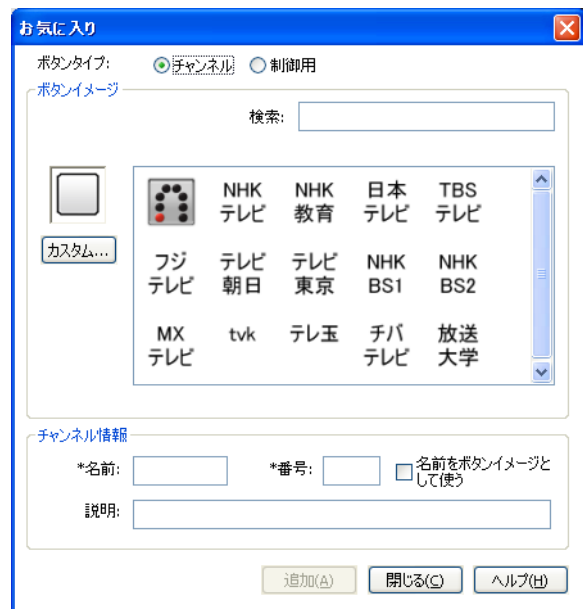 お気に入り
ボタンタイプ: チャンネル 制御用
ボタンイメージ
検索:
カスタム...
NHK テレビ
NHK 教育
日本 テレビ
TBS テレビ
フジ テレビ
テレビ 朝日
テレビ 東京
NHK BS1
NHK BS2
MX テレビ
tvk
テレ玉
チバ テレビ
放送 大学
チャンネル情報
*名前:
*番号:
名前をボタンイメージと
して使う
説明:
追加(A) 閉じる(C) ヘルプ(H)